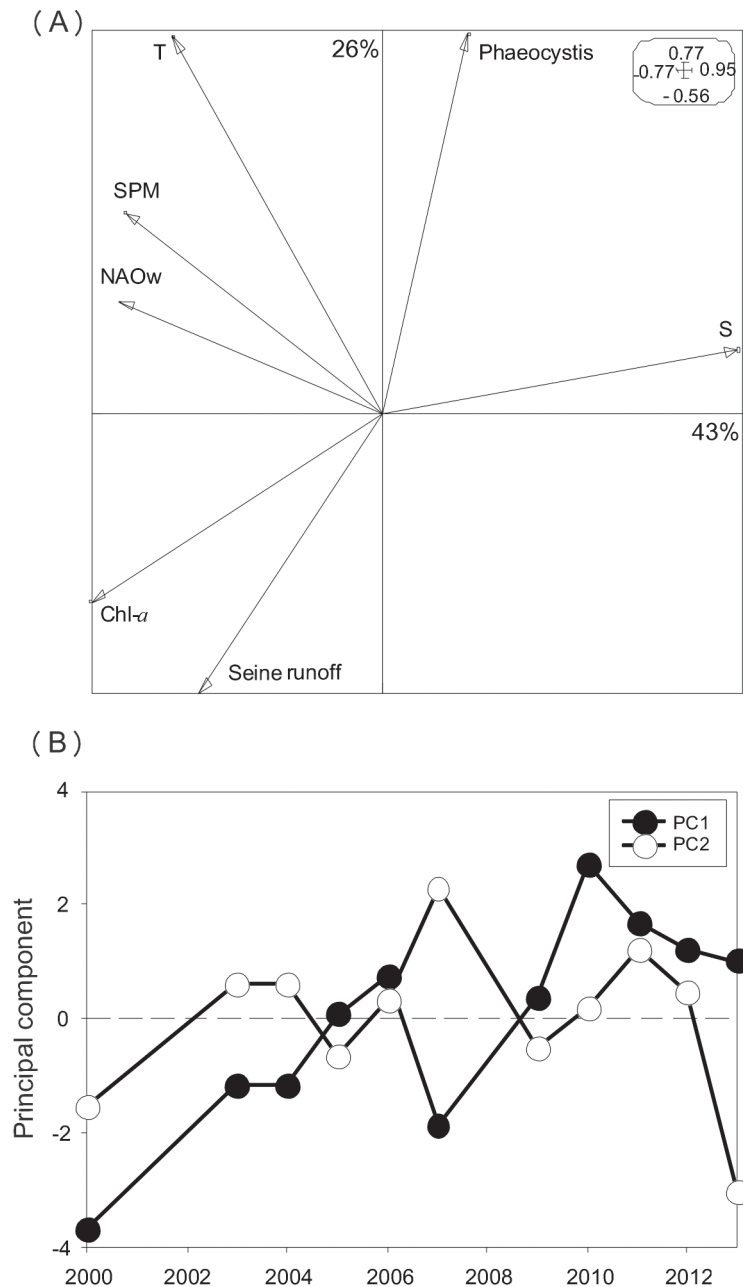 (A)
T
26%
Phaeocystis
0.77
-0.77
0.95
-0.56
SPM
NAOw
S
43%
Chl-a
Seine runoff
(B)
4
PC1
PC2
2
0
-2
-4
Principal component
2000
2002
2004
2006
2008
2010
2012